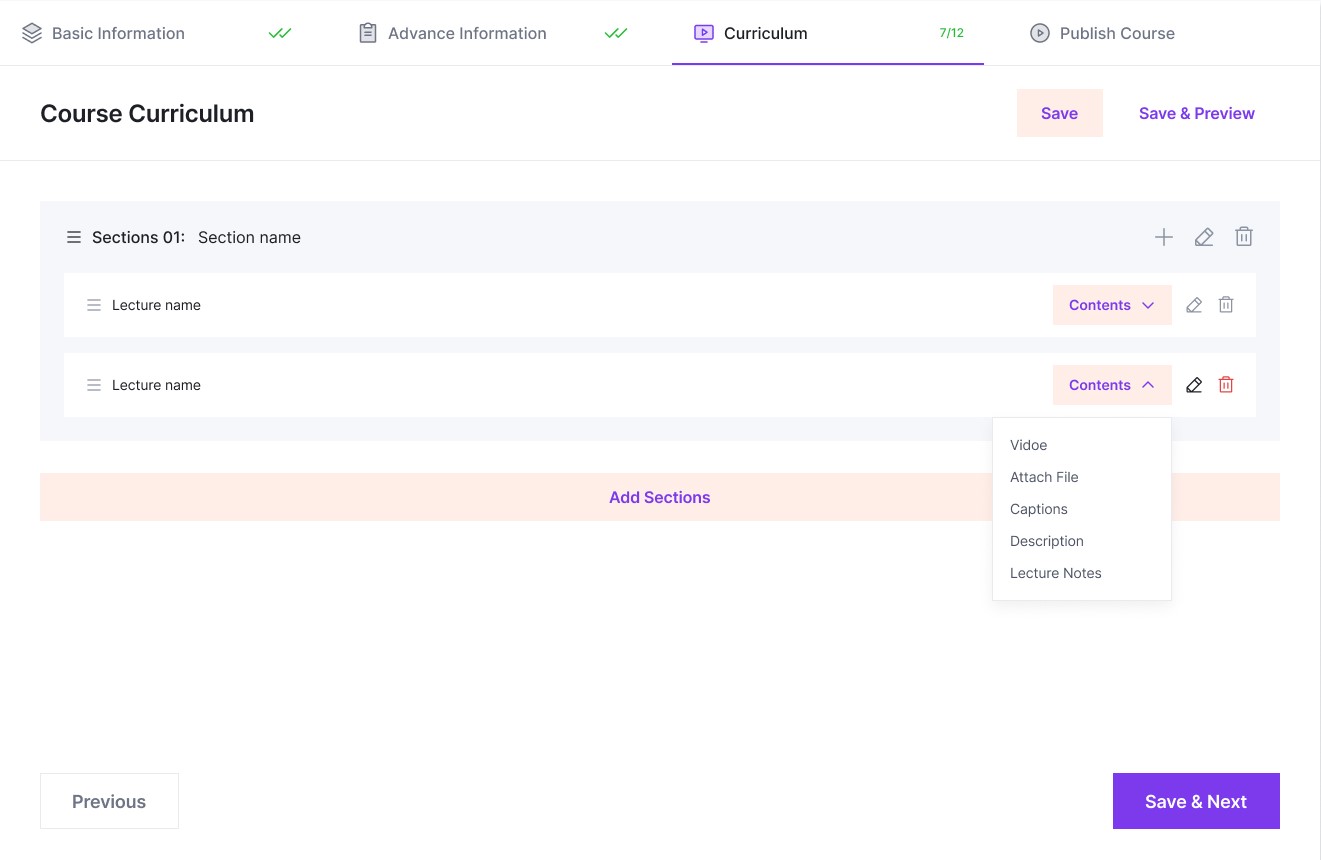 Basic Information
Advance Information
Curriculum
7/12
Publish Course
Course Curriculum
Save
Save & Preview
Sections 01: Section name
Lecture name
Contents
Lecture name
Contents
Vidoe
Attach File
Captions
Description
Lecture Notes
Add Sections
Previous
Save & Next